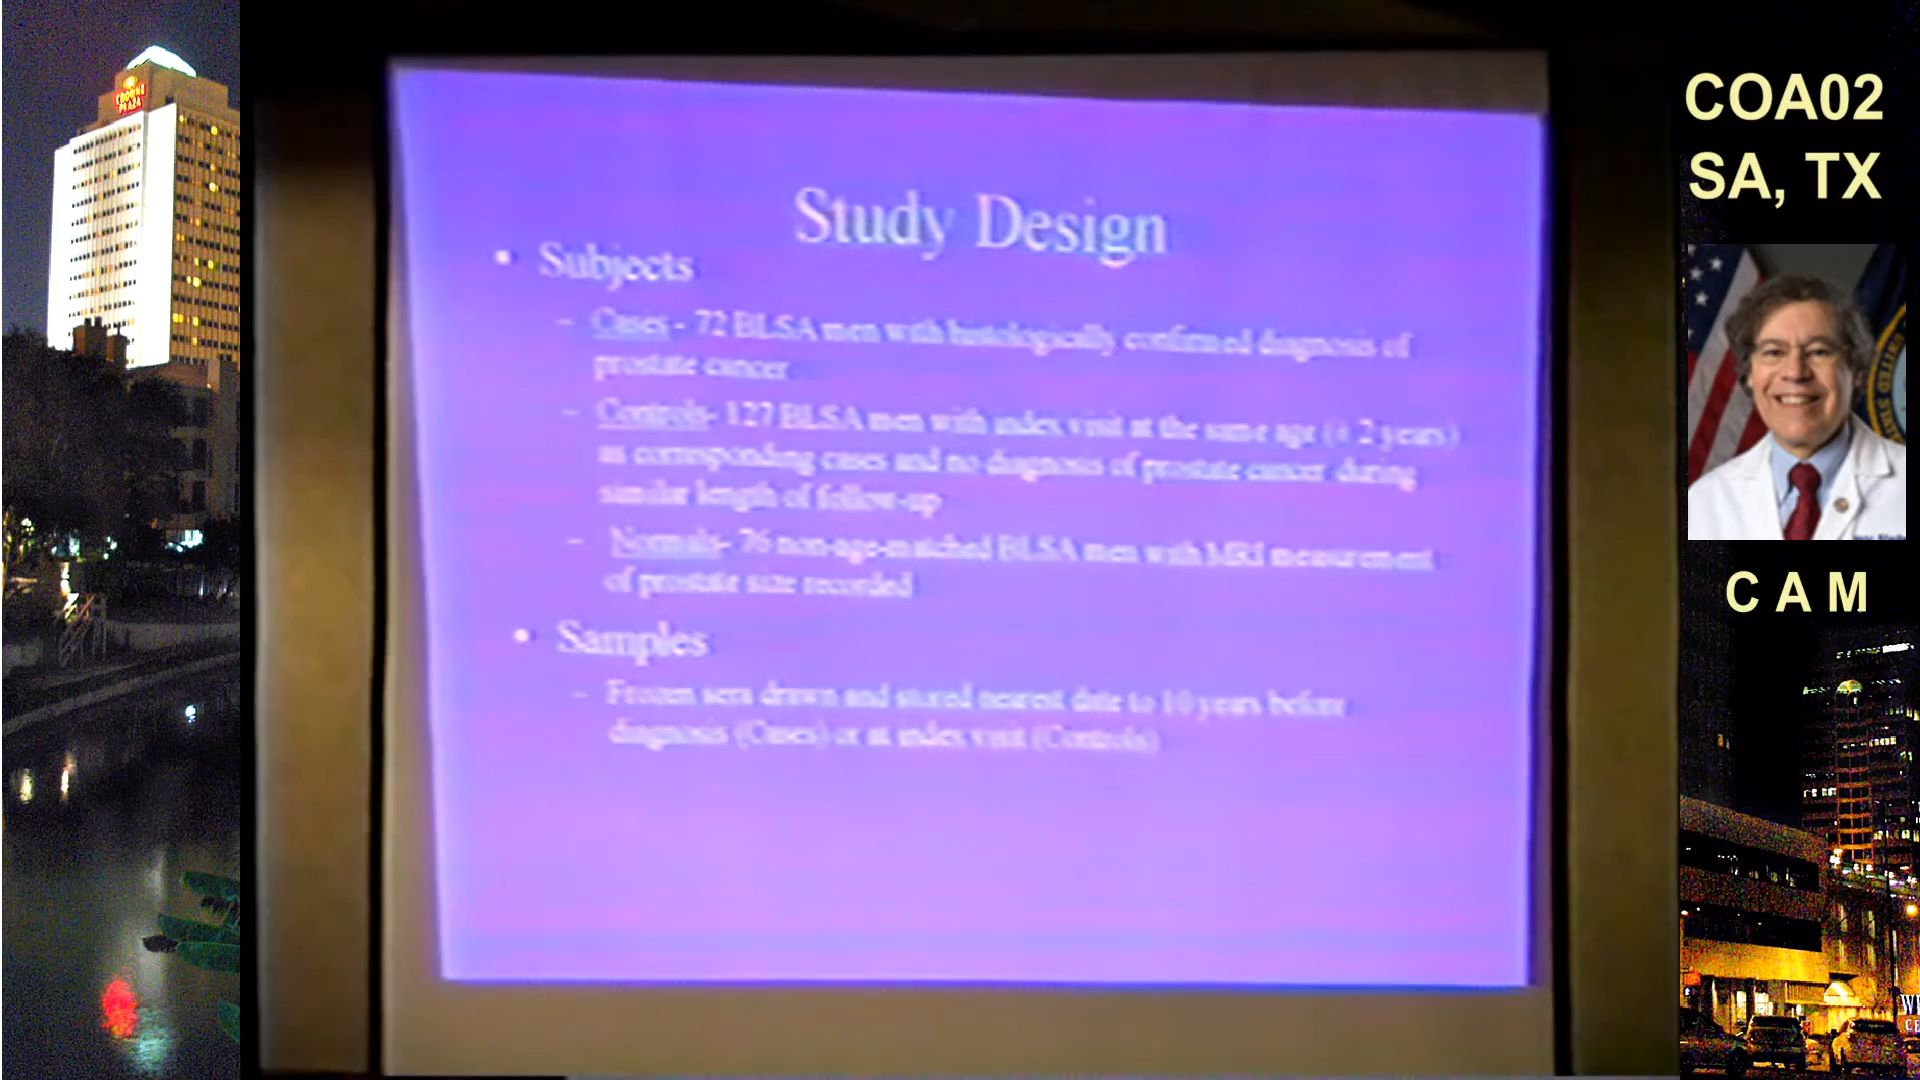 CROWNE
PLAZA
Study Design
• Subjects
– Cases - 72 BLSA men with histologically confirmed diagnosis of
prostate cancer
– Controls- 127 BLSA men with index visit at the same age (± 2 years)
as corresponding cases and no diagnosis of prostate cancer during
similar length of follow-up
– Normals- 76 non-age-matched BLSA men with MRI measurement
of prostate size recorded
• Samples
– Frozen sera drawn and stored nearest date to 10 years before
diagnosis (Cases) or at index visit (Controls)
COA02
SA, TX
C A M